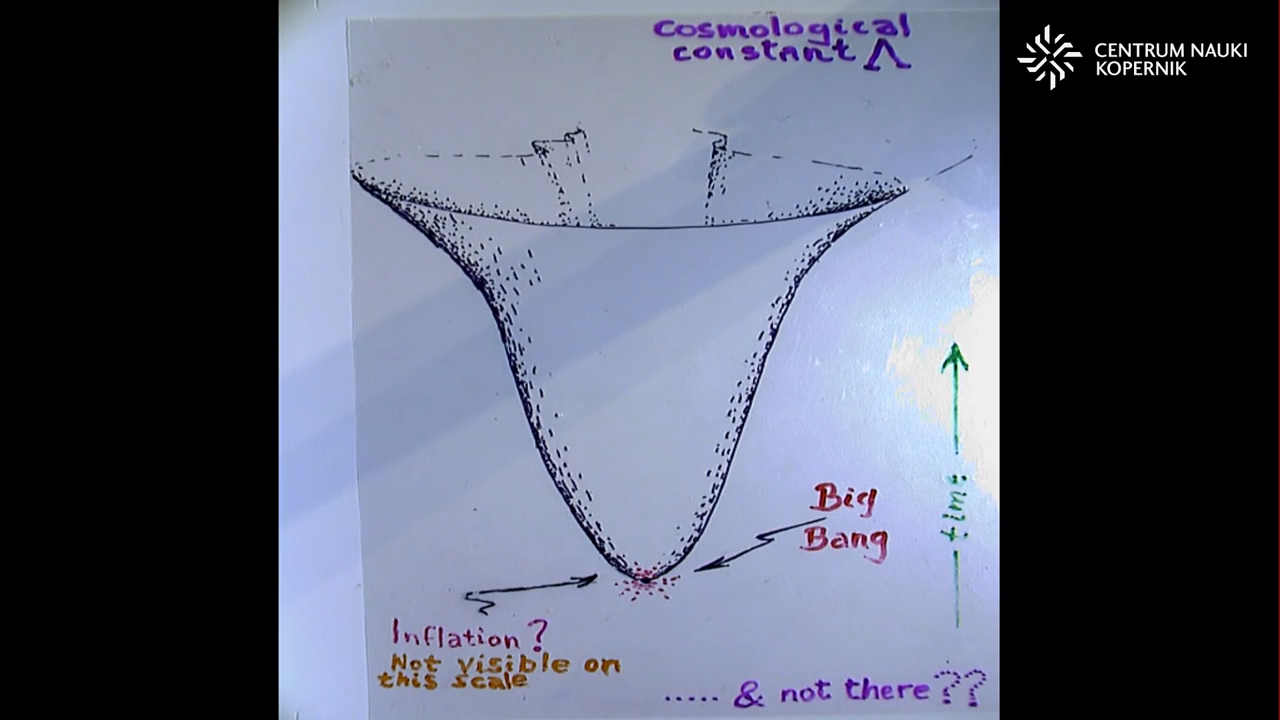 Cosmological
constant Λ
CENTRUM NAUKI
KOPERNIK
Big
Bang
time
Inflation?
Not visible on
this scale
..... & not there??